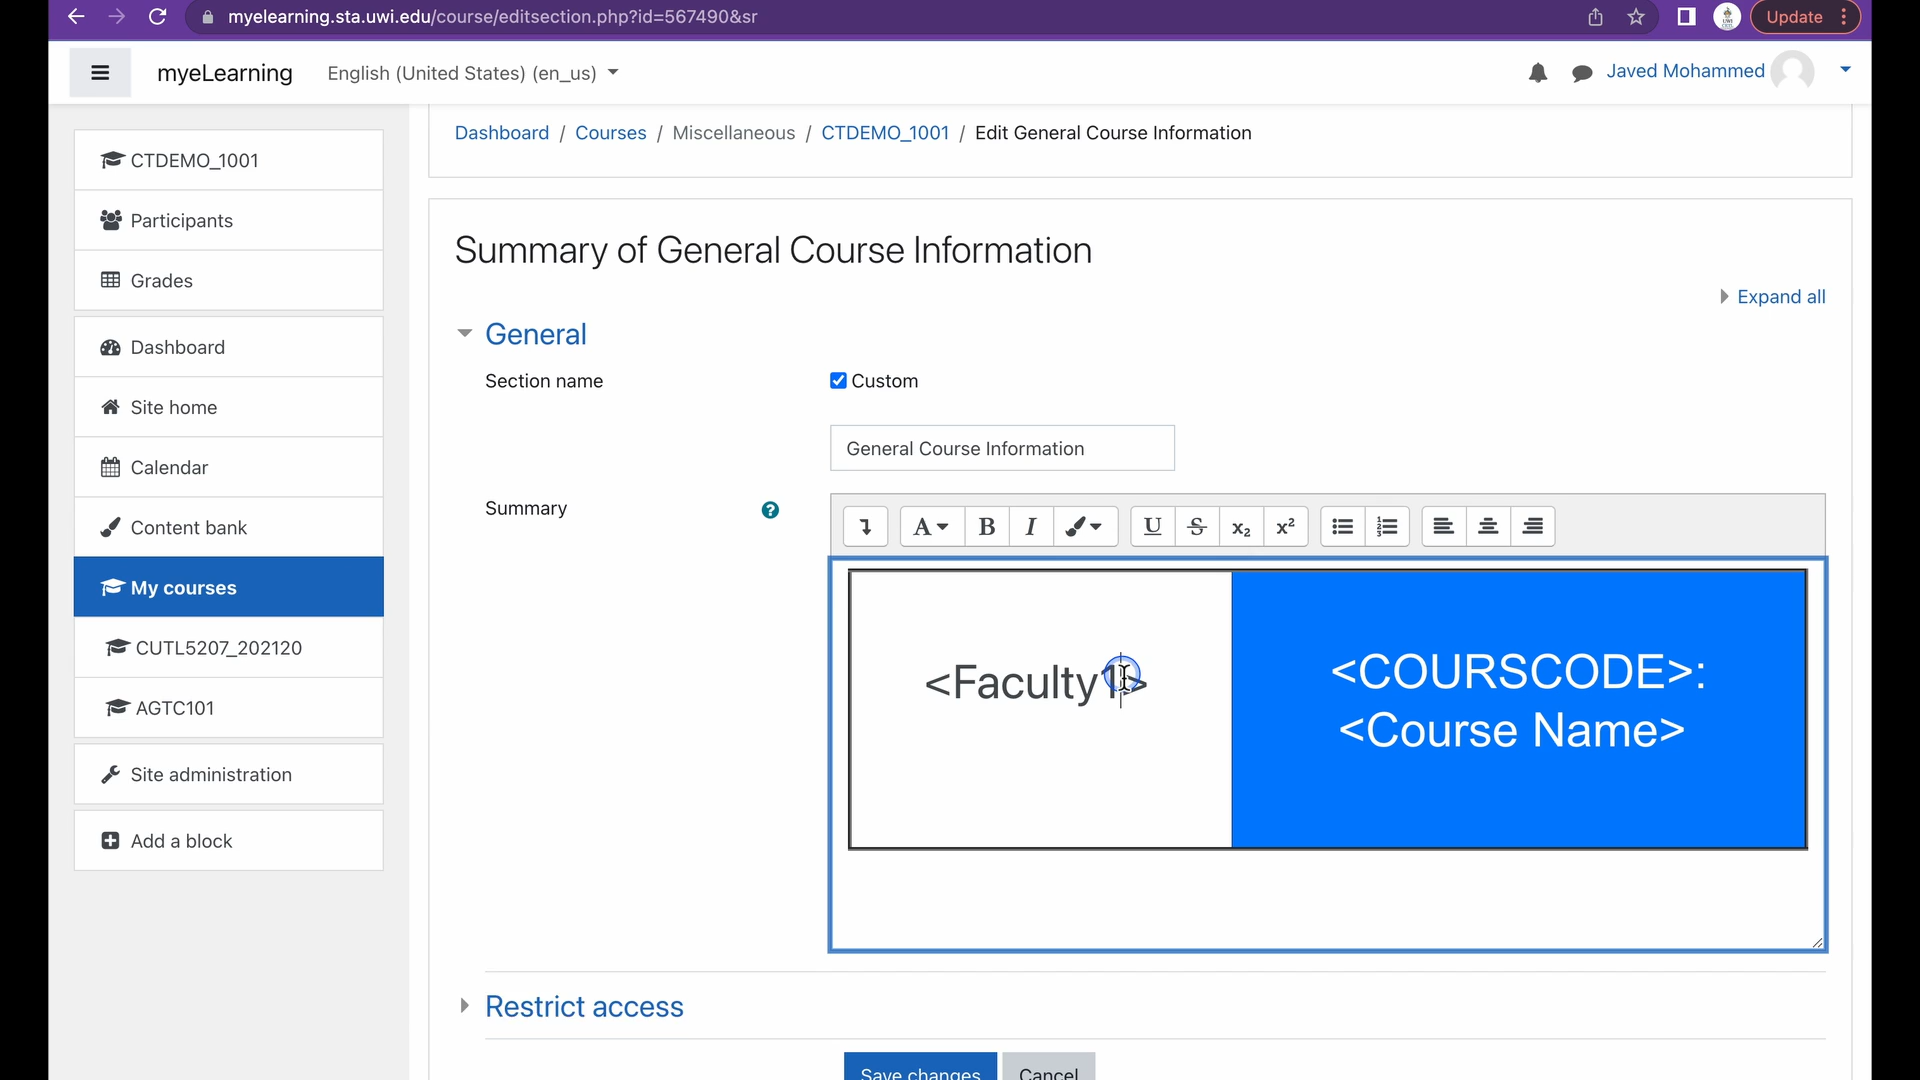 myelearning.sta.uwi.edu/course/editsection.php?id=567490&sr
Update
myeLearning
English (United States) (en_us)
Javed Mohammed
Dashboard / Courses / Miscellaneous / CTDEMO_1001 / Edit General Course Information
CTDEMO_1001
Participants
Grades
Dashboard
Site home
Calendar
Content bank
My courses
CUTL5207_202120
AGTC101
Site administration
Add a block
Summary of General Course Information
Expand all
General
Section name
Custom
General Course Information
Summary
?
A B I U S x₂ x²
<Faculty1>
<COURSCODE>:
<Course Name>
Restrict access
Save changes Cancel